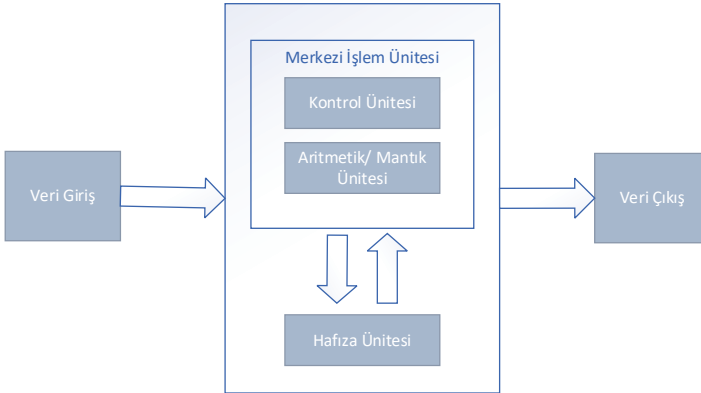 Merkezi İşlem Ünitesi
Kontrol Ünitesi
Aritmetik/ Mantık
Ünitesi
Veri Giriş
Veri Çıkış
Hafıza Ünitesi